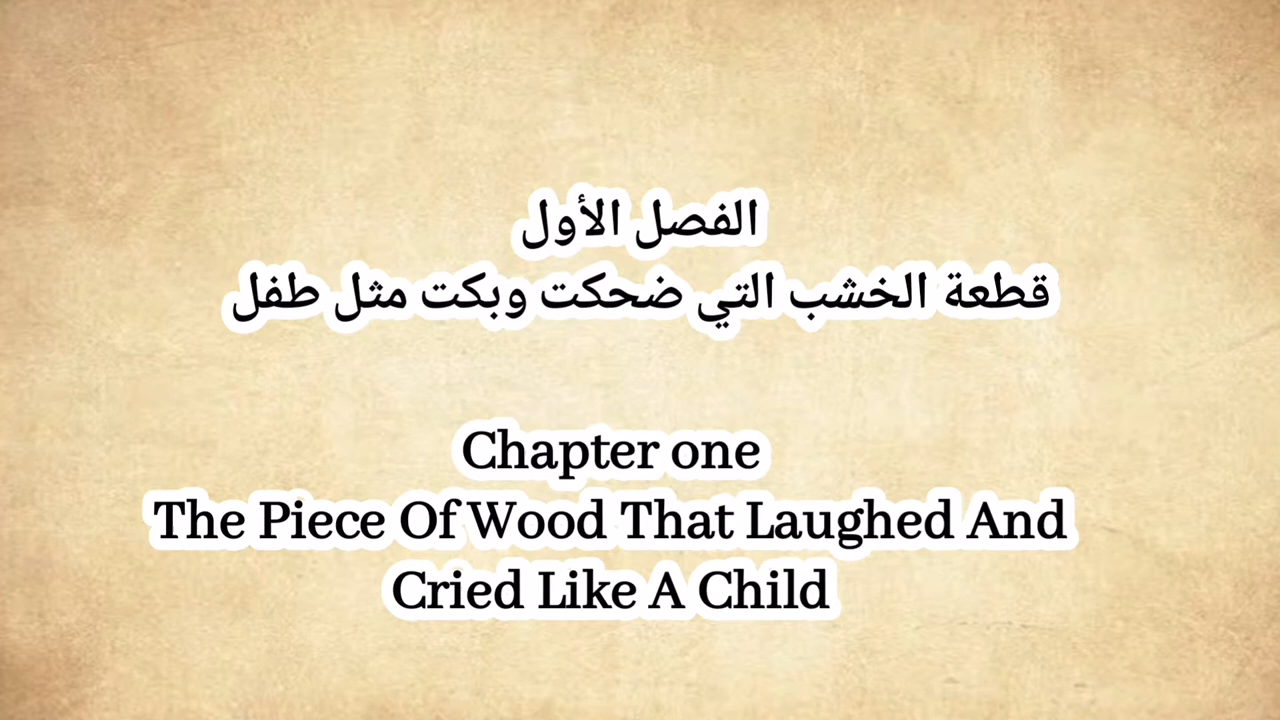 الفصل الأول
قطعة الخشب التي ضحكت وبكت مثل طفل
Chapter one
The Piece Of Wood That Laughed And
Cried Like A Child